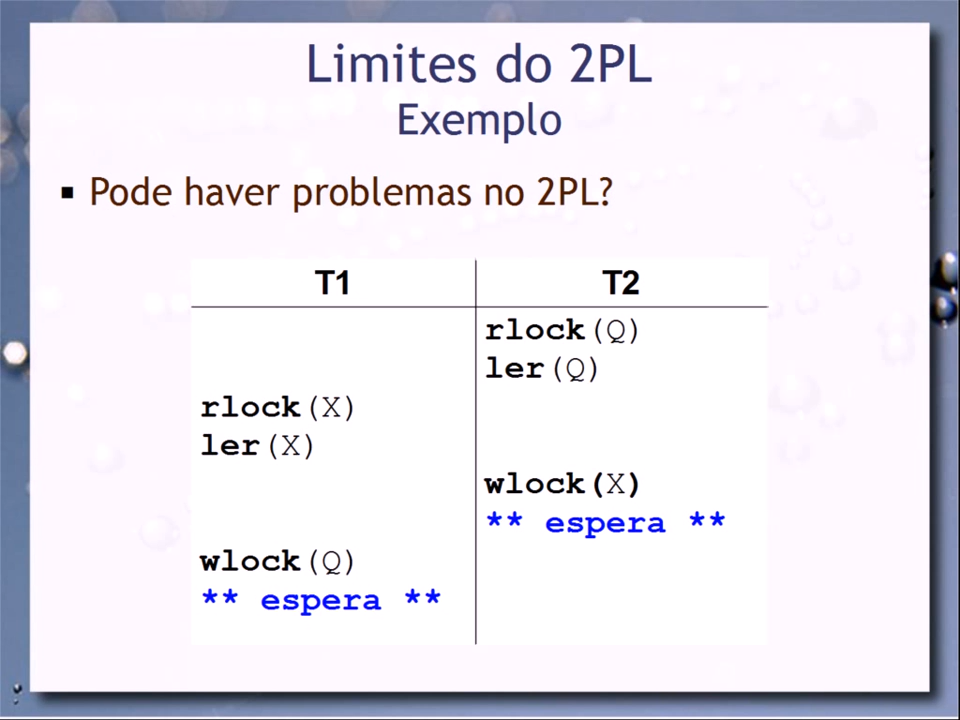 Limites do 2PL
Exemplo
▪ Pode haver problemas no 2PL?
T1 T2
rlock(Q)
ler(Q)
rlock(X)
ler(X)
wlock(X)
** espera **
wlock(Q)
** espera **